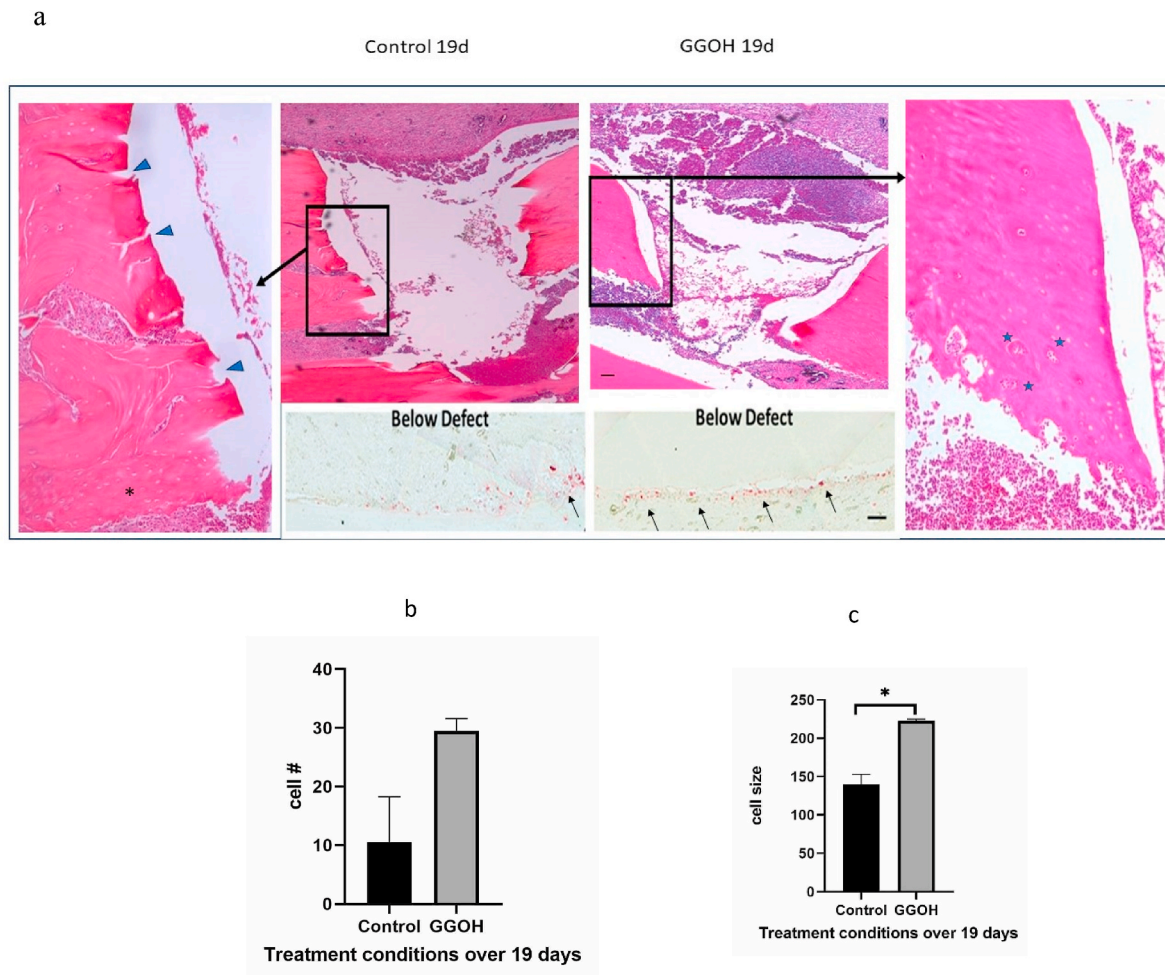 a
Control 19d
GGOH 19d
*
Below Defect
Below Defect
b
c
40
30
20
10
0
cell #
Control GGOH
Treatment conditions over 19 days
*
250
200
150
100
50
0
cell size
Control GGOH
Treatment conditions over 19 days